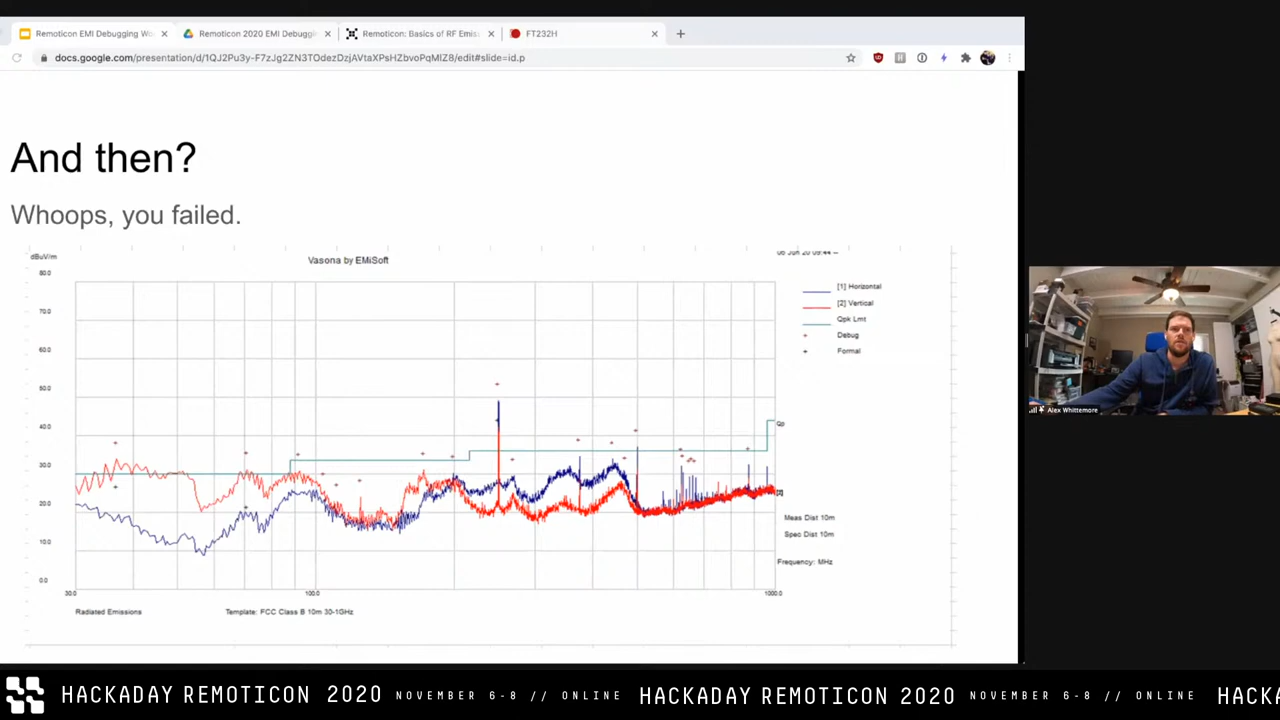 Remoticon EMI Debugging Wo
Remoticon 2020 EMI Debuggi
Remoticon: Basics of RF Emis
FT232H
docs.google.com/presentation/d/1QJ2Pu3y-F7zJg2ZN3TOdezDzjAVtaXPsHZbvoPqMlZ8/edit#slide=id.p
And then?
Whoops, you failed.
dBuV/m
Vasona by EMiSoft
80.0
70.0
60.0
50.0
40.0
30.0
20.0
10.0
0.0
[1] Horizontal
[2] Vertical
Qpk Lmt
Debug
Formal
Qp
Meas Dist 10m
Spec Dist 10m
Frequency: MHz
30.0
100.0
1000.0
Radiated Emissions
Template: FCC Class B 10m 30-1GHz
Alex Whittemore
HACKADAY REMOTICON 2020 NOVEMBER 6-8 // ONLINE HACKADAY REMOTICON 2020 NOVEMBER 6-8 // ONLINE HACKA